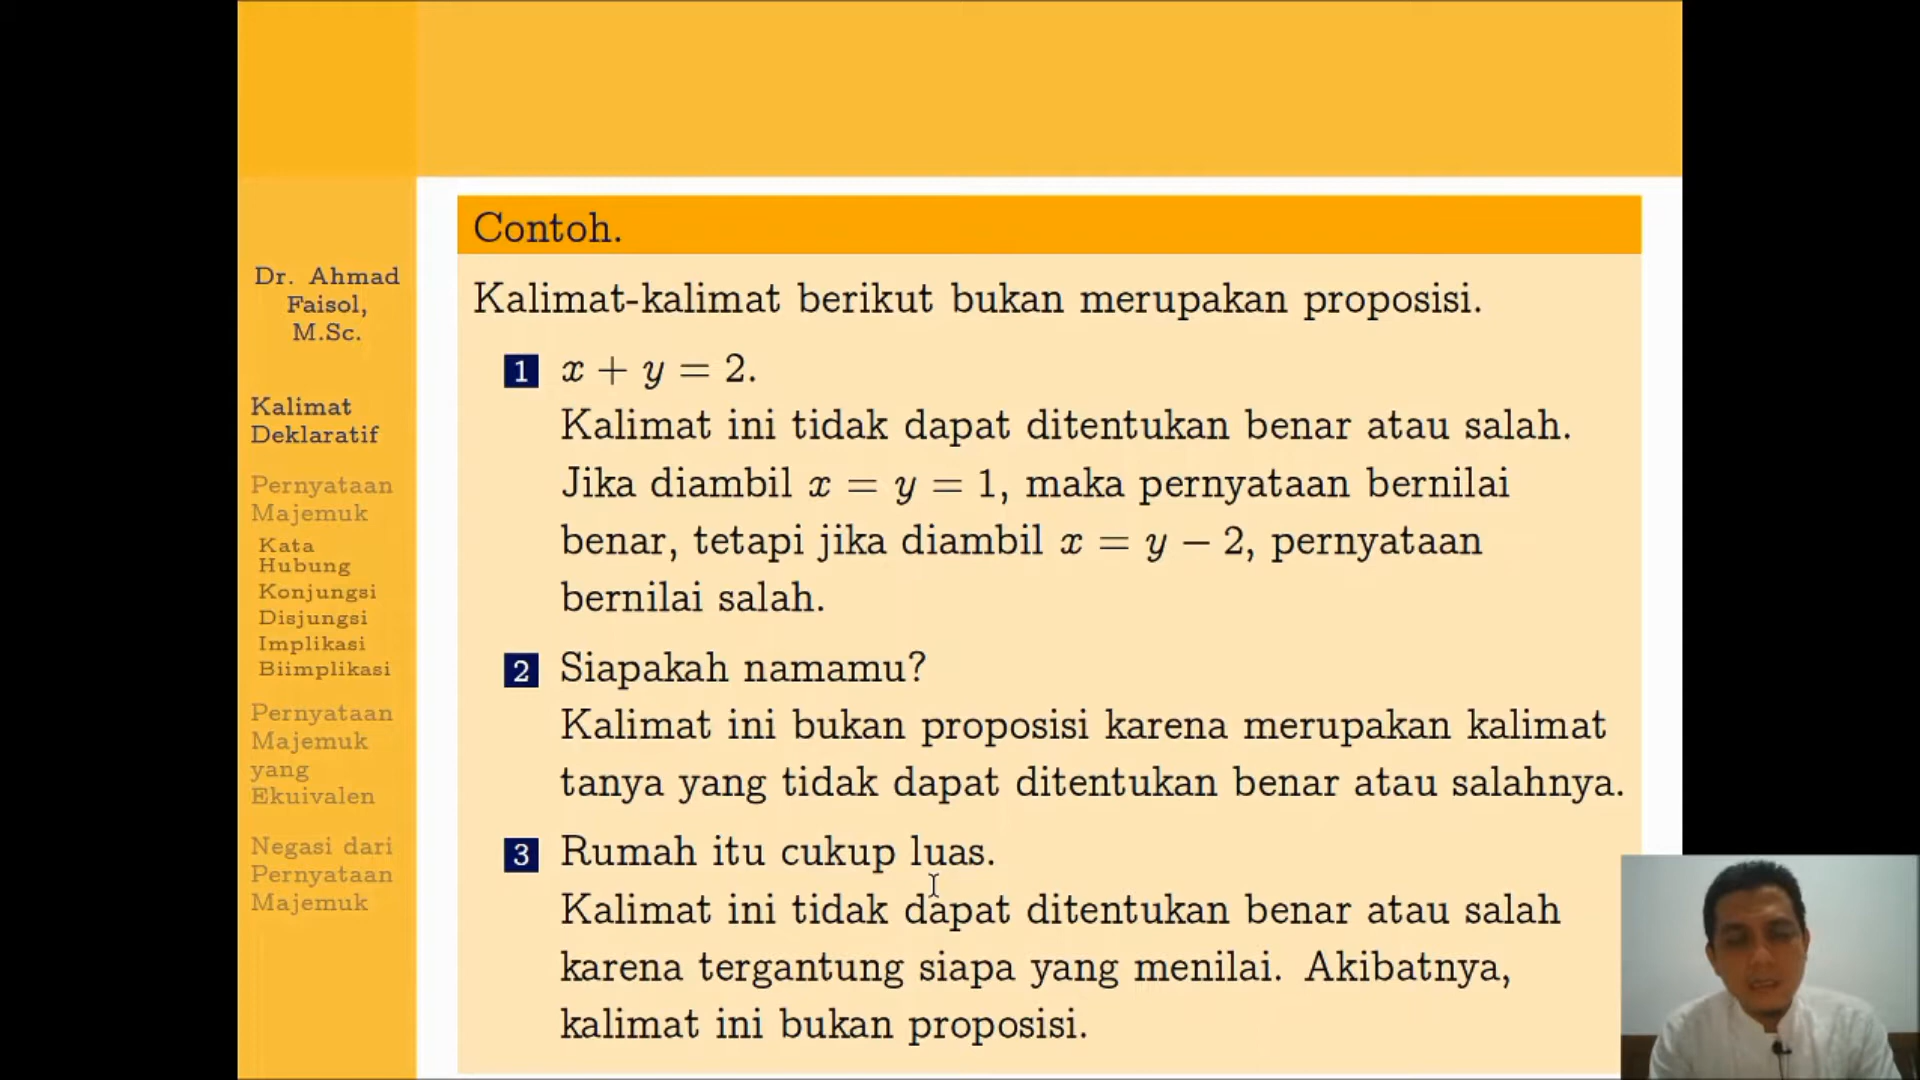 Dr. Ahmad
Faisol,
M.Sc.
Kalimat
Deklaratif
Pernyataan
Majemuk
Kata
Hubung
Konjungsi
Disjungsi
Implikasi
Biimplikasi
Pernyataan
Majemuk
yang
Ekuivalen
Negasi dari
Pernyataan
Majemuk
Contoh.
Kalimat-kalimat berikut bukan merupakan proposisi.
1 x + y = 2.
Kalimat ini tidak dapat ditentukan benar atau salah.
Jika diambil x = y = 1, maka pernyataan bernilai
benar, tetapi jika diambil x = y − 2, pernyataan
bernilai salah.
2 Siapakah namamu?
Kalimat ini bukan proposisi karena merupakan kalimat
tanya yang tidak dapat ditentukan benar atau salahnya.
3 Rumah itu cukup luas.
Kalimat ini tidak dapat ditentukan benar atau salah
karena tergantung siapa yang menilai. Akibatnya,
kalimat ini bukan proposisi.